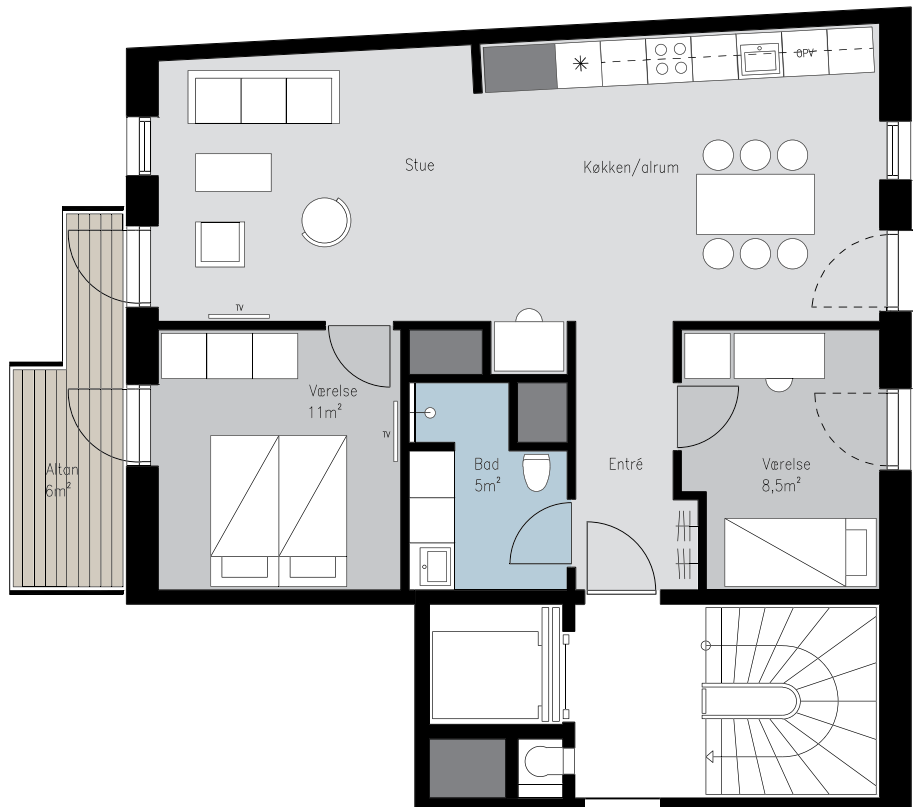 OPV
Stue
Køkken/alrum
TV
Værelse
11m²
TV
Altan
6m²
Bad
5m²
Entré
Værelse
8,5m²